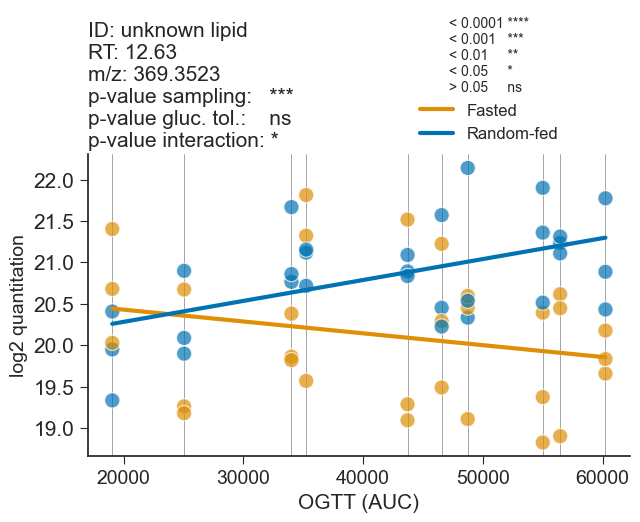 ID: unknown lipid
RT: 12.63
m/z: 369.3523
p-value sampling: ***
p-value gluc. tol.: ns
p-value interaction: *
< 0.0001 ****
< 0.001 ***
< 0.01 **
< 0.05 *
> 0.05 ns
Fasted
Random-fed
22.0
21.5
21.0
20.5
20.0
19.5
19.0
log2 quantitation
20000 30000 40000 50000 60000
OGTT (AUC)